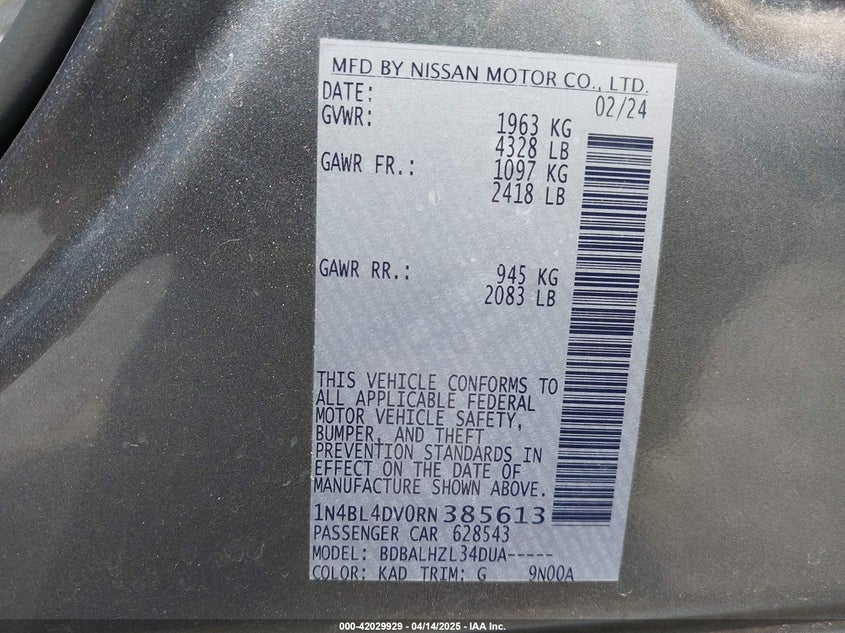 MFD BY NISSAN MOTOR CO., LTD.
DATE: 02/24
GVWR: 1963 KG
4328 LB
GAWR FR.: 1097 KG
2418 LB
GAWR RR.: 945 KG
2083 LB
THIS VEHICLE CONFORMS TO
ALL APPLICABLE FEDERAL
MOTOR VEHICLE SAFETY,
BUMPER, AND THEFT
PREVENTION STANDARDS IN
EFFECT ON THE DATE OF
MANUFACTURE SHOWN ABOVE.
1N4BL4DV0RN385613
PASSENGER CAR 628543
MODEL: BDBALHZL34DUA-----
COLOR: KAD TRIM: G 9N00A
000-42029929 - 04/14/2025 - IAA Inc.